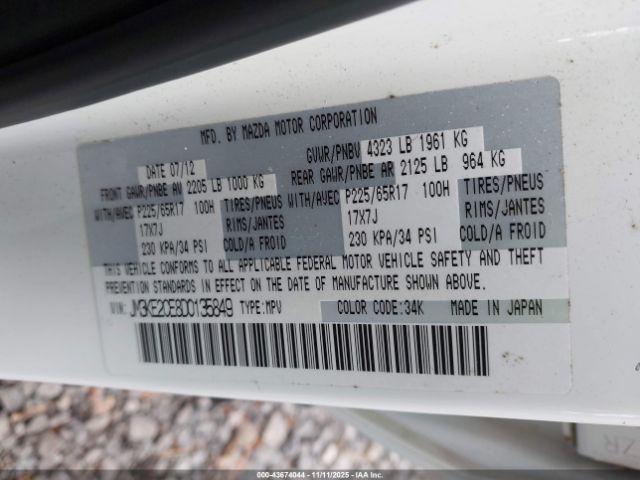 MFD. BY MAZDA MOTOR CORPORATION
DATE 07/12 GVWR/PNBV 4323 LB 1961 KG
FRONT GAWR/PNBE AV 2205 LB 1000 KG REAR GAWR/PNBE AR 2125 LB 964 KG
WITH/AVEC P225/65R17 100H TIRES/PNEUS WITH/AVEC P225/65R17 100H TIRES/PNEUS
17X7J RIMS/JANTES 17X7J RIMS/JANTES
230 KPA/34 PSI COLD/A FROID 230 KPA/34 PSI COLD/A FROID
THIS VEHICLE CONFORMS TO ALL APPLICABLE FEDERAL MOTOR VEHICLE SAFETY AND THEFT
PREVENTION STANDARDS IN EFFECT ON THE DATE OF MANUFACTURE SHOWN ABOVE.
VIN: JM3KE2CE8D0135849 TYPE:MPV COLOR CODE:34K MADE IN JAPAN
000-43674044 - 11/11/2025 - IAAI.COM